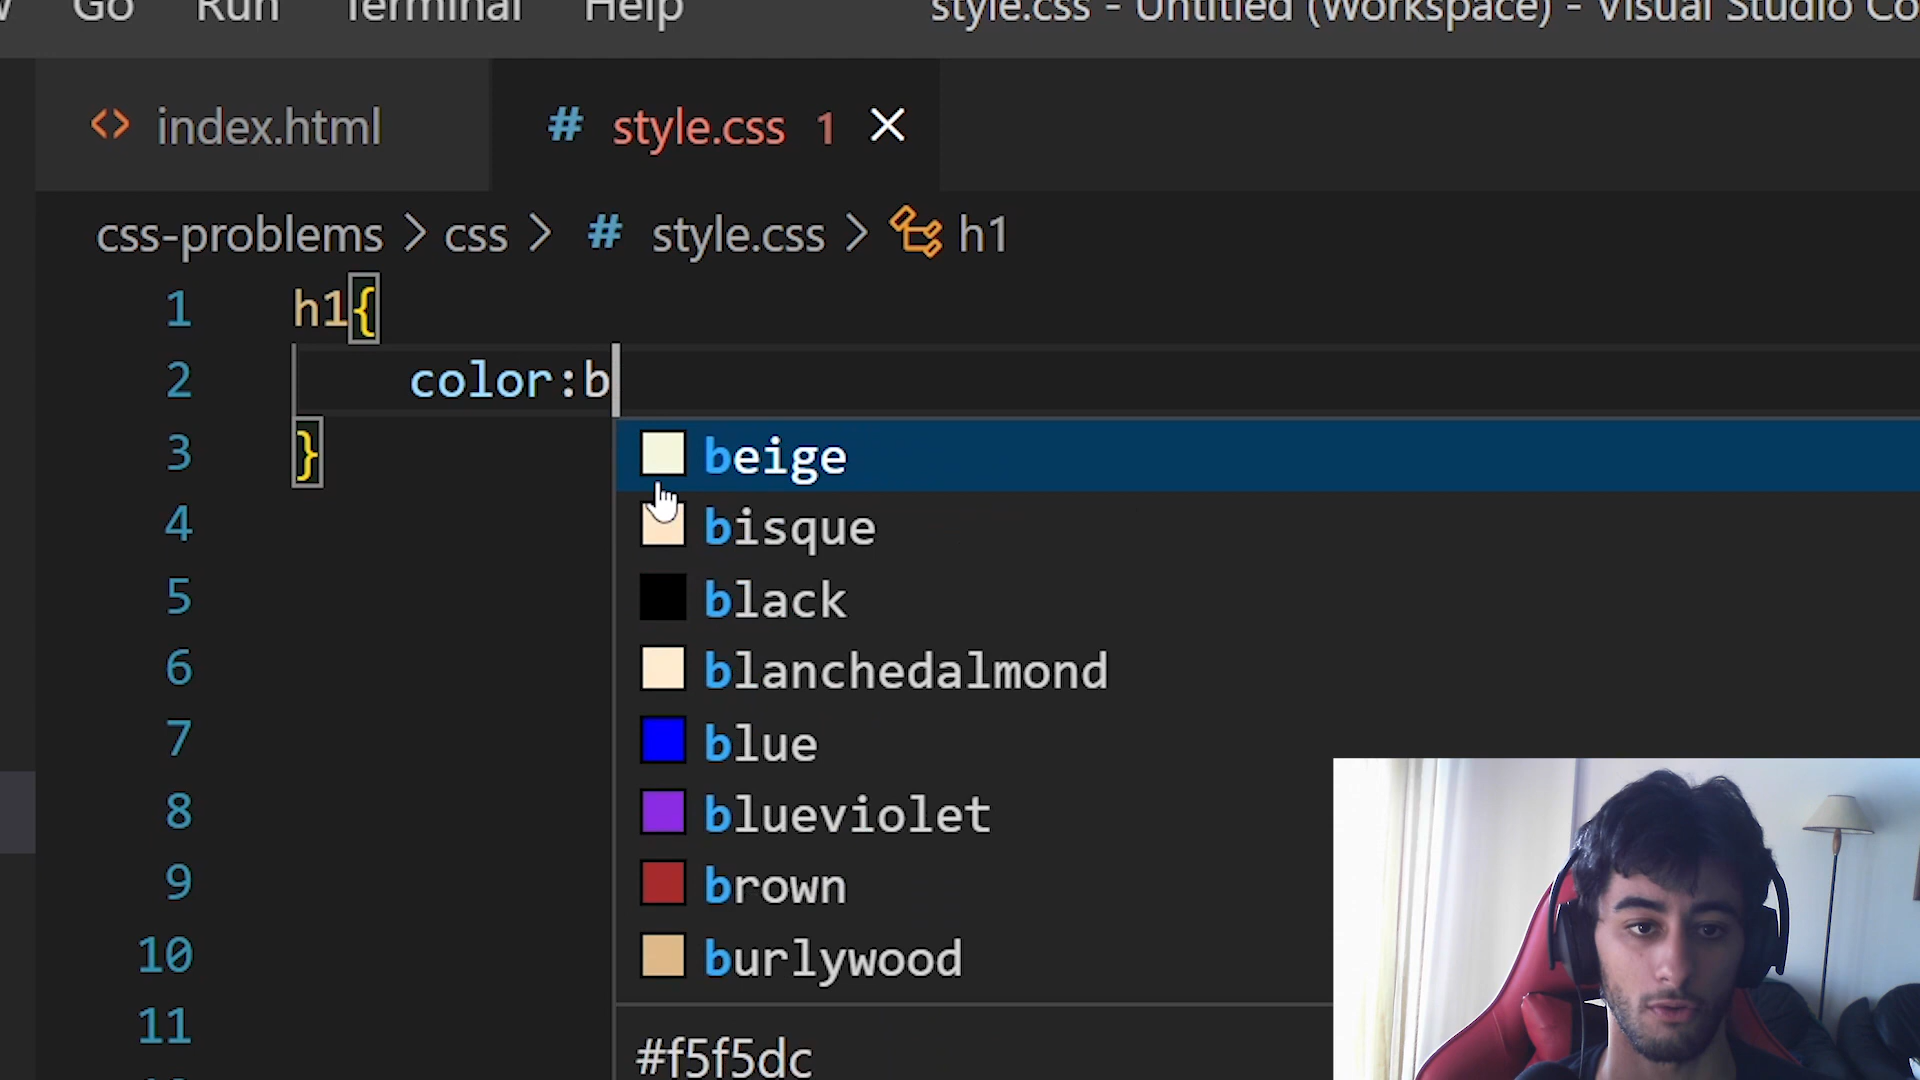 Go Run Terminal Help style.css - Untitled (Workspace) - Visual Studio Co
index.html # style.css 1
css-problems > css > # style.css > h1
1 h1{
2 color:b
3 }
4
5
6
7
8
9
10
11
beige
bisque
black
blanchedalmond
blue
blueviolet
brown
burlywood
#f5f5dc